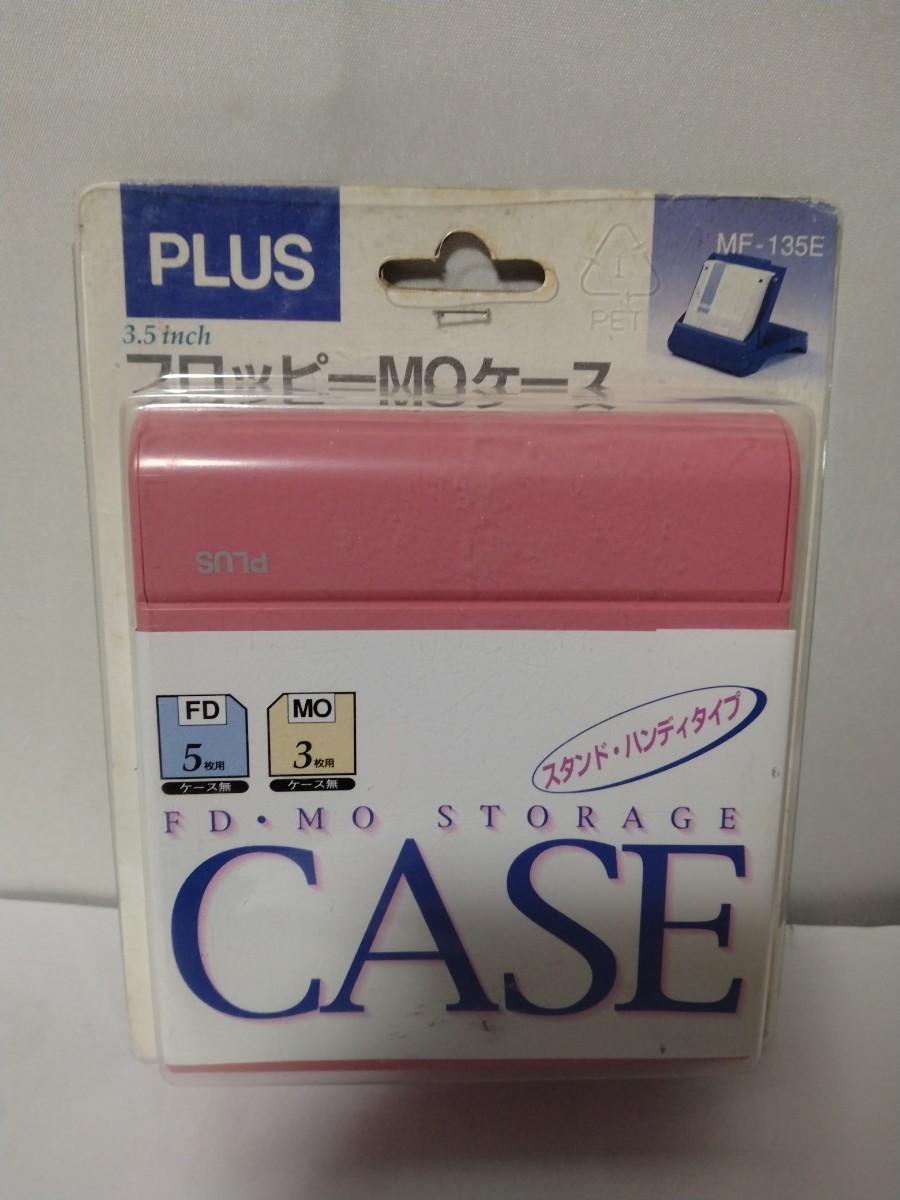 PLUS
MF-135E
1
PET
3.5 inch
フロッピーMOケース
PLUS
FD
5枚用
ケース無
MO
3枚用
ケース無
スタンド・ハンディタイプ
FD・MO STORAGE
CASE